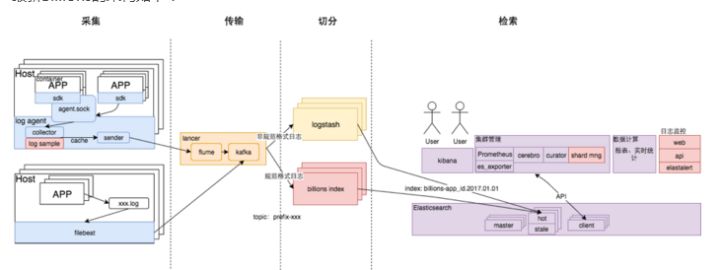 采集
传输
切分
检索
Host
container
APP
APP
sdk
sdk
agent.sock
log agent
collector
log sample
cache
sender
Host
APP
xxx.log
filebeat
lancer
flume
kafka
非规范格式日志
规范格式日志
topic: prefix-xxx
logstash
billions index
User
User
kibana
集群管理
Prometheus
es_exporter
cerebro
curator
shard mng
数据计算
报表、实时统计
日志监控
web
api
elastalert
index: billions-app_id.2017.01.01
API
Elasticsearch
master
hot
stale
client